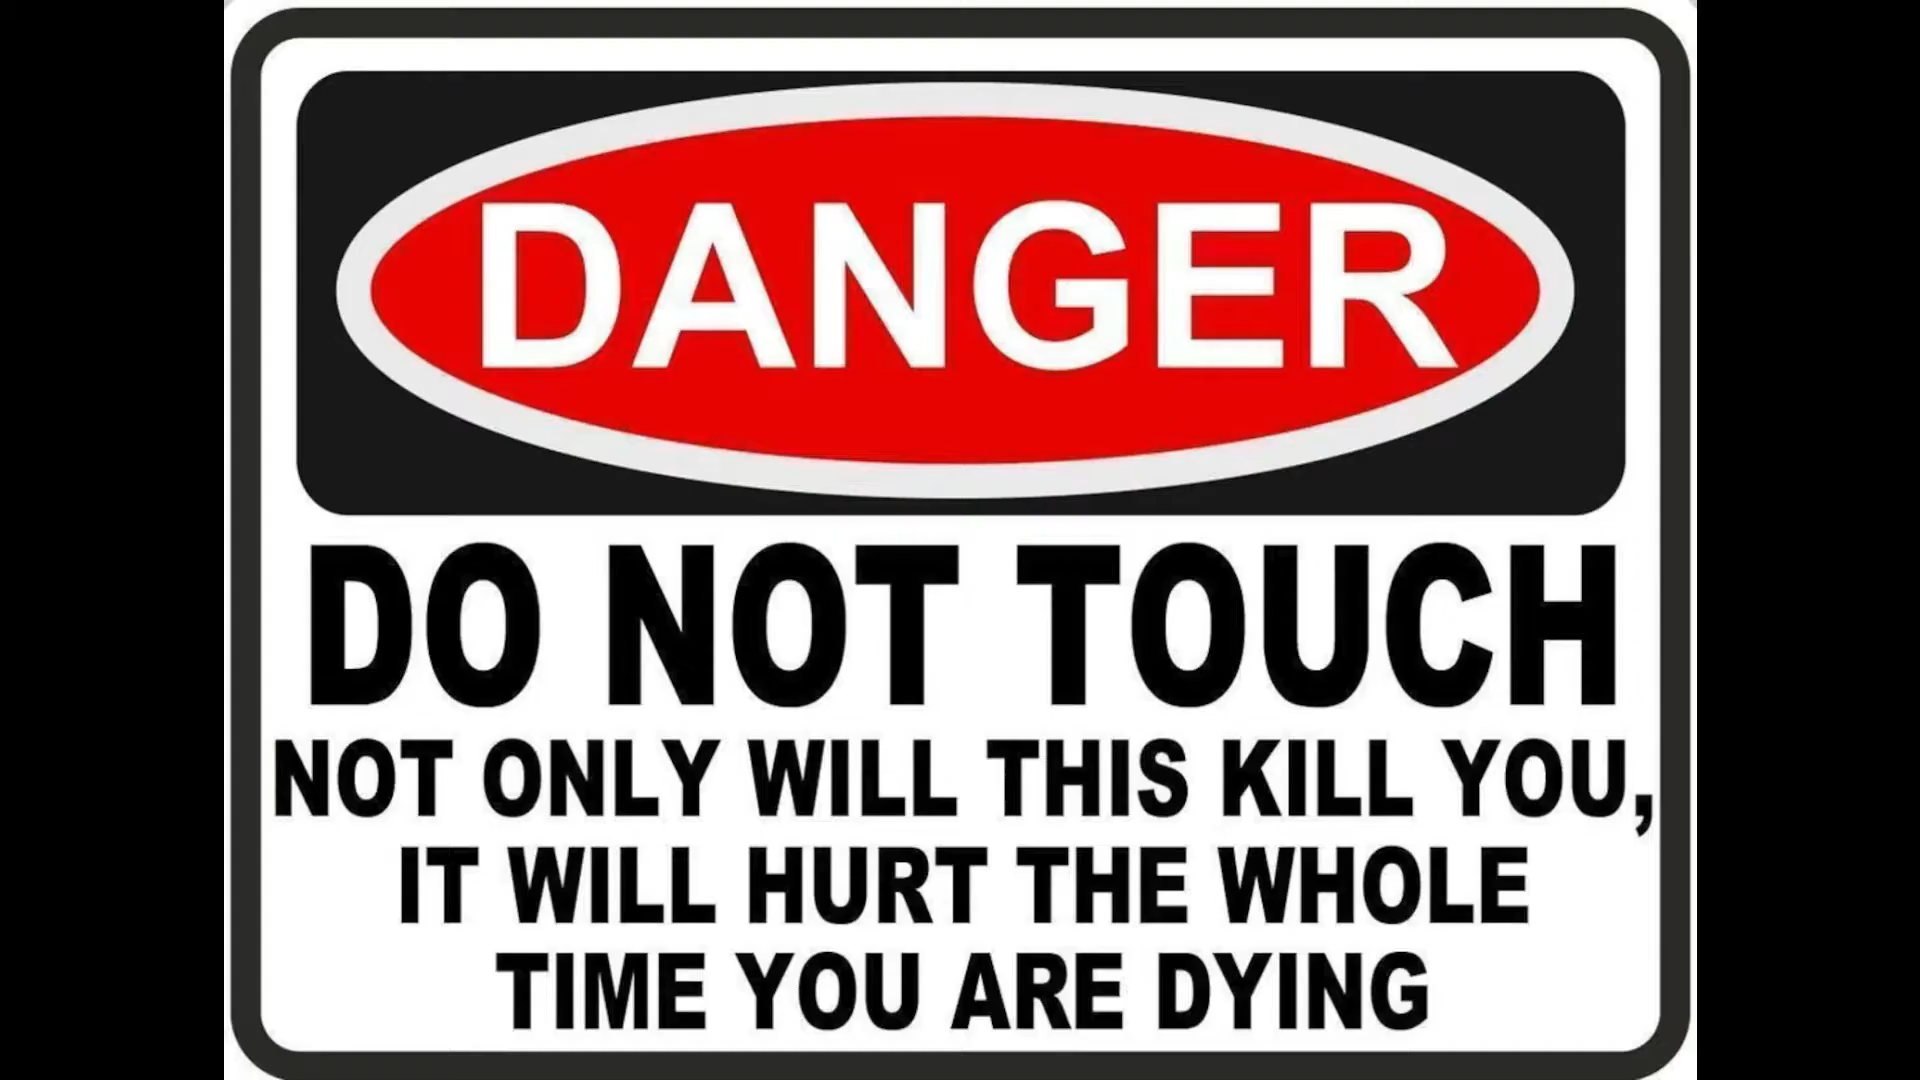 DANGER
DO NOT TOUCH
NOT ONLY WILL THIS KILL YOU,
IT WILL HURT THE WHOLE
TIME YOU ARE DYING